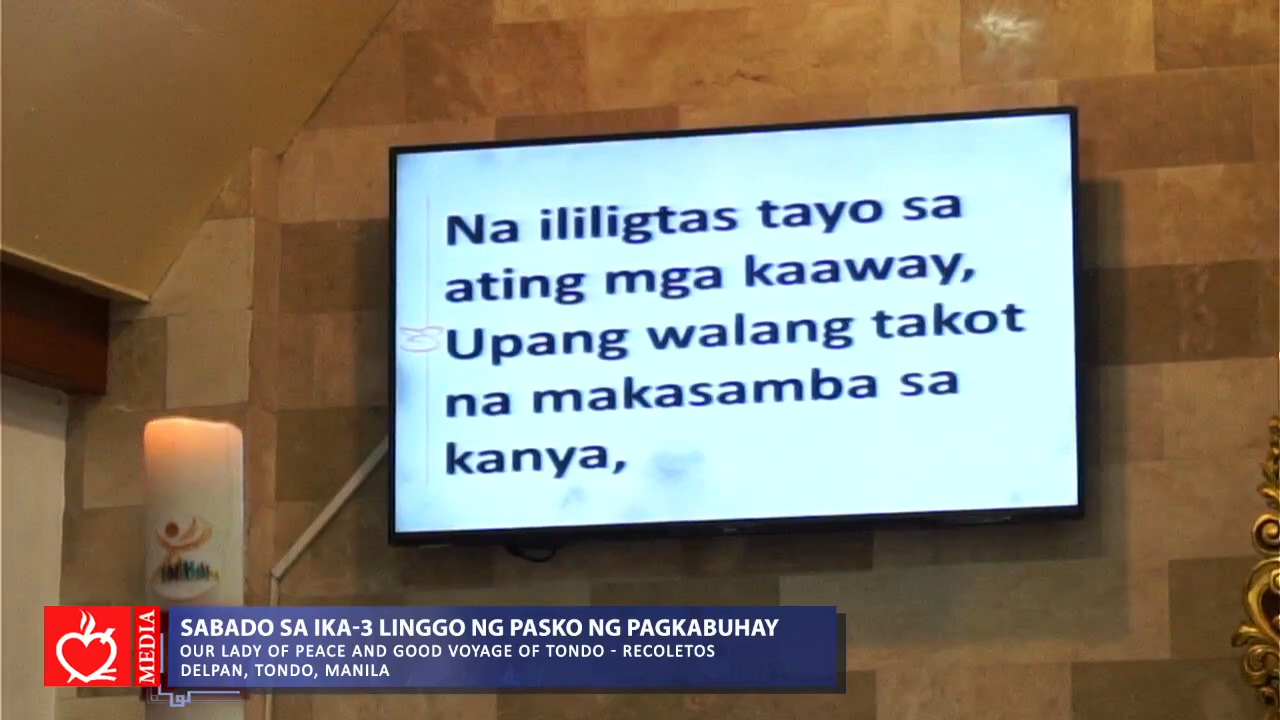 Na ililigtas tayo sa
ating mga kaaway,
Upang walang takot
na makasamba sa
kanya,
MEDIA
SABADO SA IKA-3 LINGGO NG PASKO NG PAGKABUHAY
OUR LADY OF PEACE AND GOOD VOYAGE OF TONDO - RECOLETOS
DELPAN, TONDO, MANILA